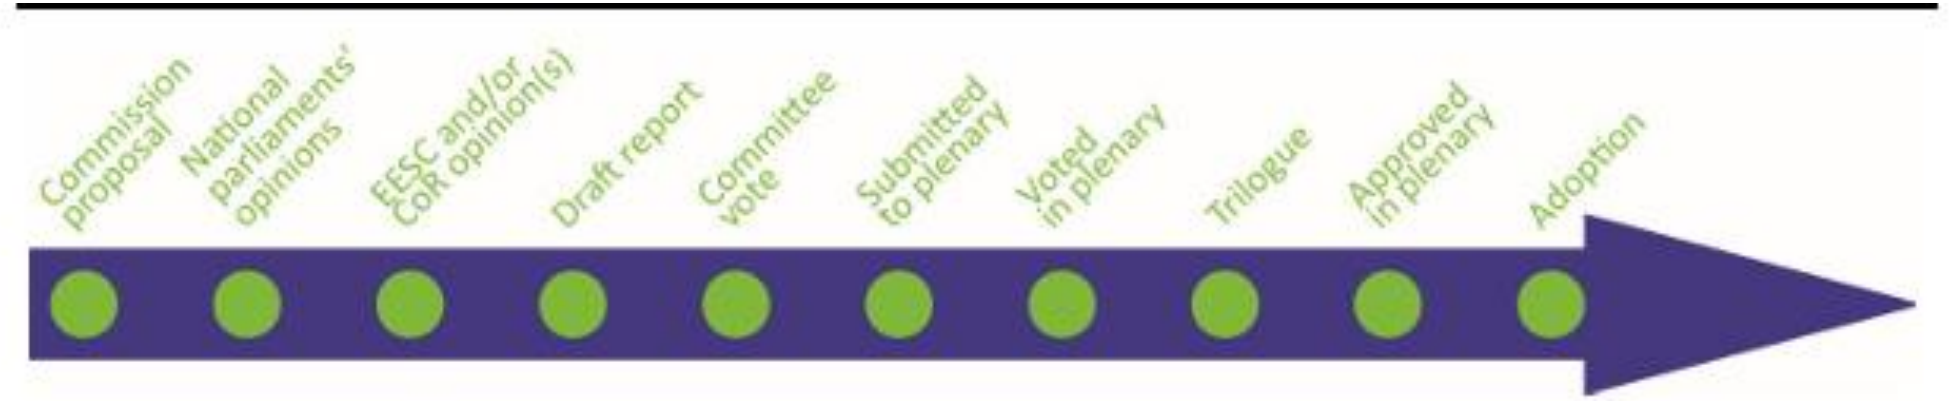 Commission
proposal
National
parliaments'
opinions
EESC and/or
CoR opinion(s)
Draft report
Committee
vote
Submitted
to plenary
Voted
in plenary
Trilogue
Approved
in plenary
Adoption